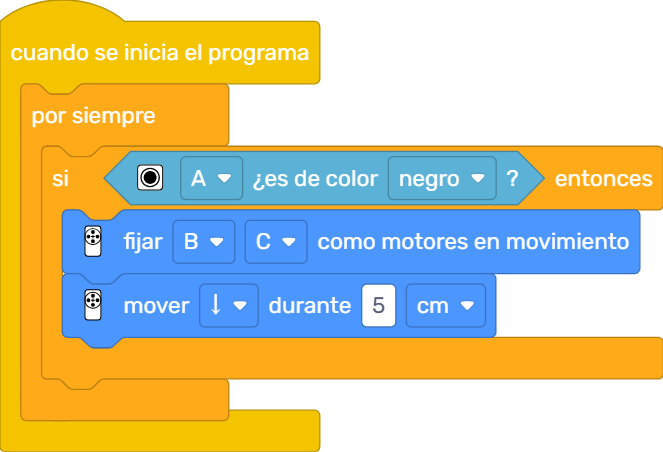 cuando se inicia el programa
por siempre
si A ¿es de color negro ? entonces
fijar B C como motores en movimiento
mover ↓ durante 5 cm